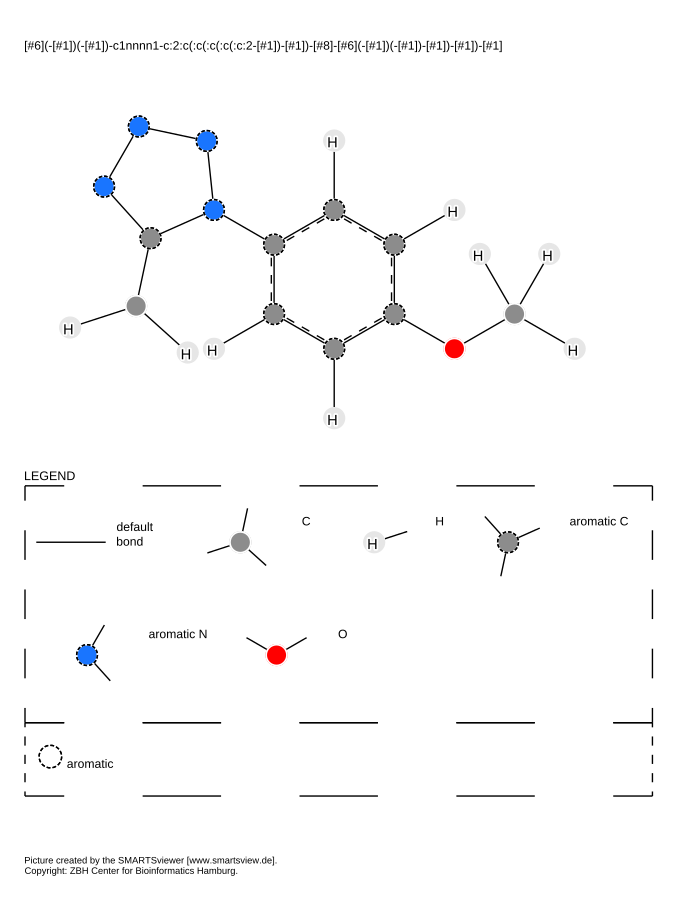 [#6](-[#1])(-[#1])-c1nnnn1-c:2:c(:c(:c(:c(:c:2-[#1])-[#1])-[#8]-[#6](-[#1])(-[#1])-[#1])-[#1])-[#1]
H
H
H
H
H
H
H
H
H
LEGEND
default
bond
C
H
H
aromatic C
aromatic N
O
aromatic
Picture created by the SMARTSviewer [www.smartsview.de].
Copyright: ZBH Center for Bioinformatics Hamburg.